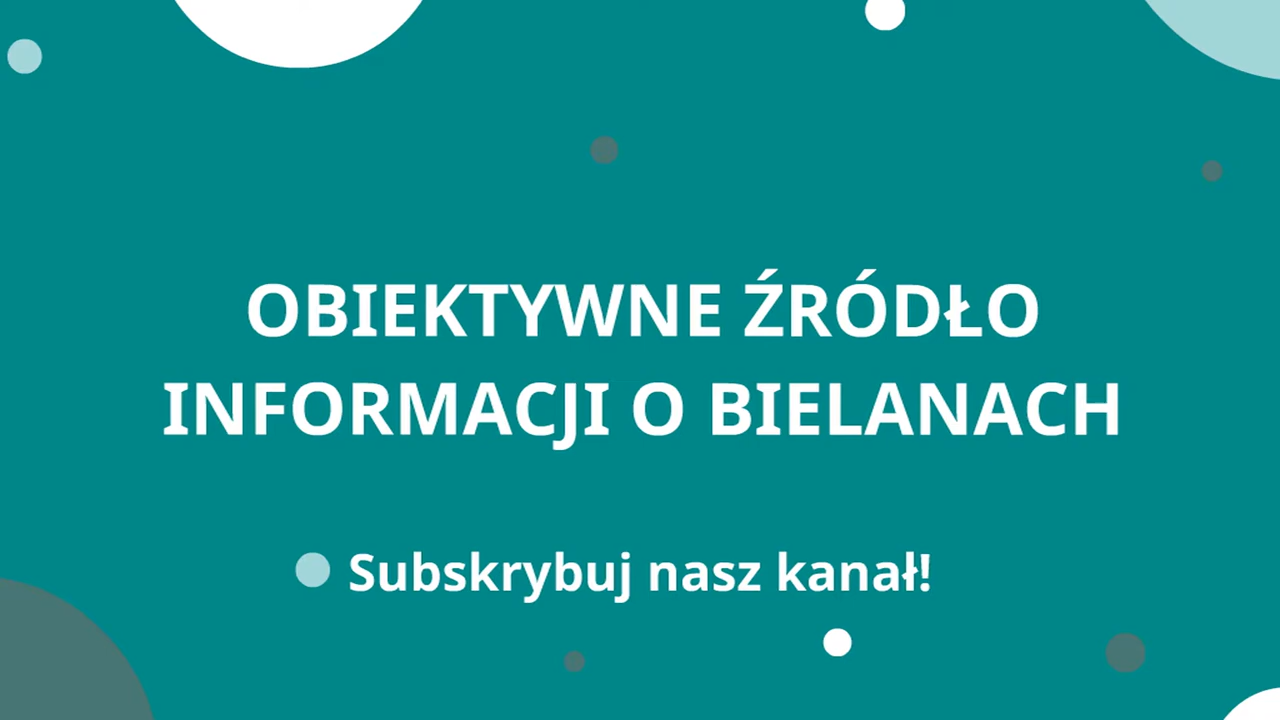 OBIEKTYWNE ŹRÓDŁO
INFORMACJI O BIELANACH
Subskrybuj nasz kanał!